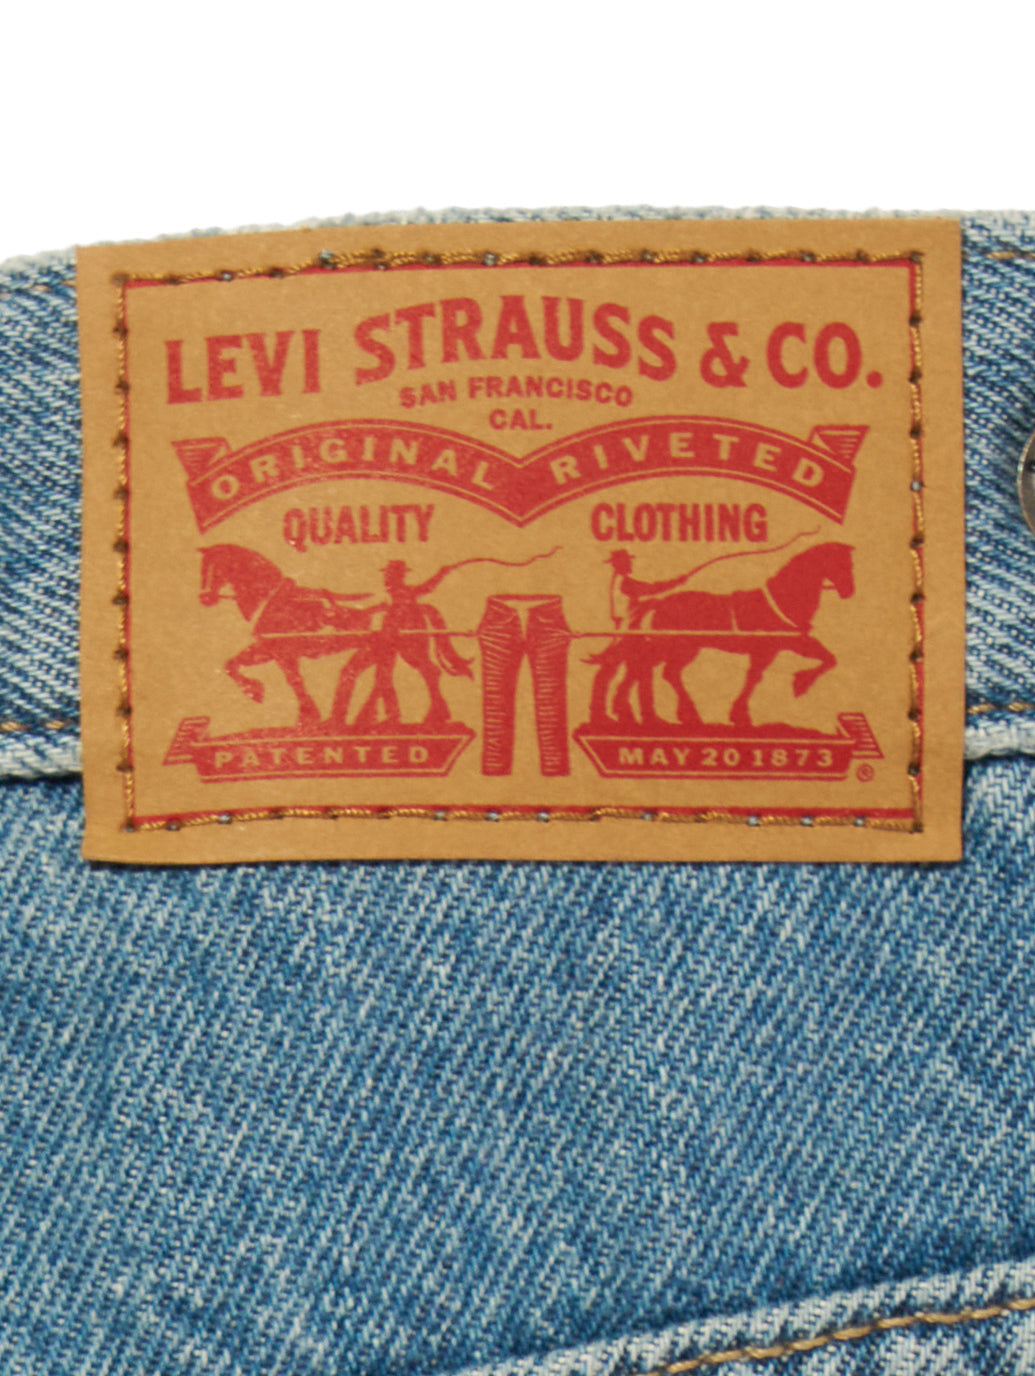 LEVI STRAUSS & CO.
SAN FRANCISCO
CAL.
ORIGINAL RIVETED
QUALITY CLOTHING
PATENTED MAY 20 1873 ®